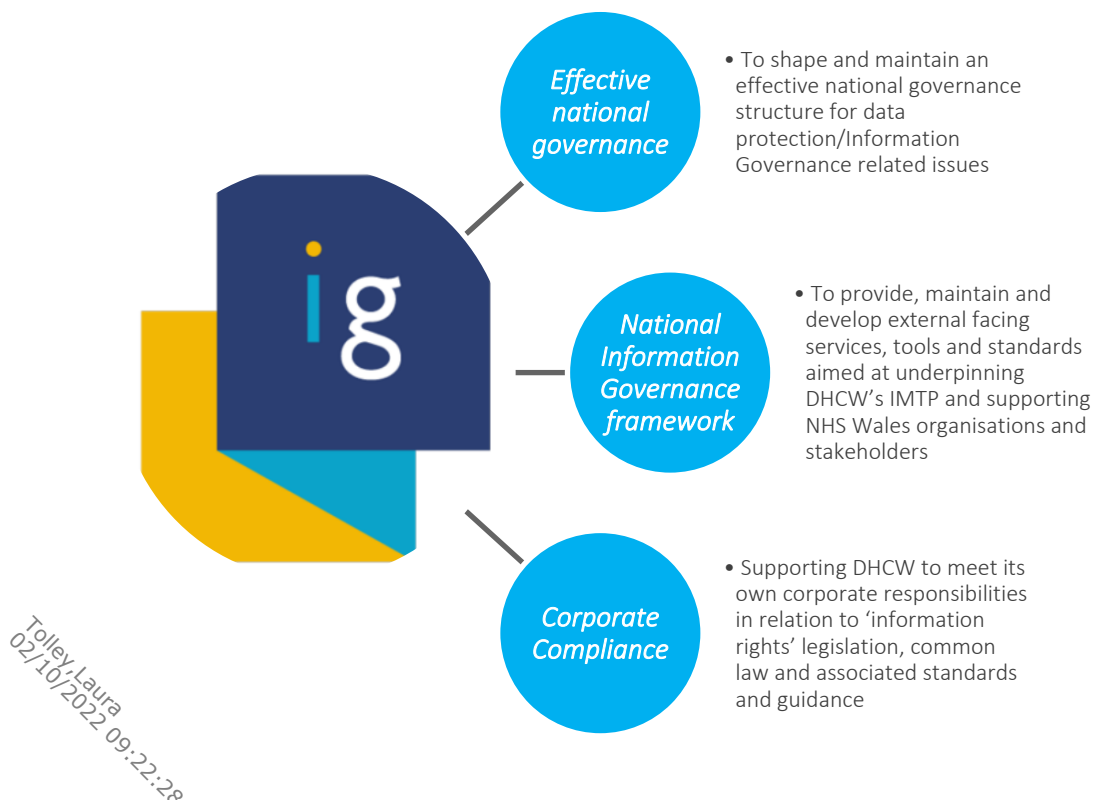 Effective
national
governance
• To shape and maintain an
effective national governance
structure for data
protection/Information
Governance related issues
ig
National
Information
Governance
framework
• To provide, maintain and
develop external facing
services, tools and standards
aimed at underpinning
DHCW's IMTP and supporting
NHS Wales organisations and
stakeholders
Corporate
Compliance
• Supporting DHCW to meet its
own corporate responsibilities
in relation to ‘information
rights’ legislation, common
law and associated standards
and guidance
Tolley,Laura
02/10/2022 09:22:28